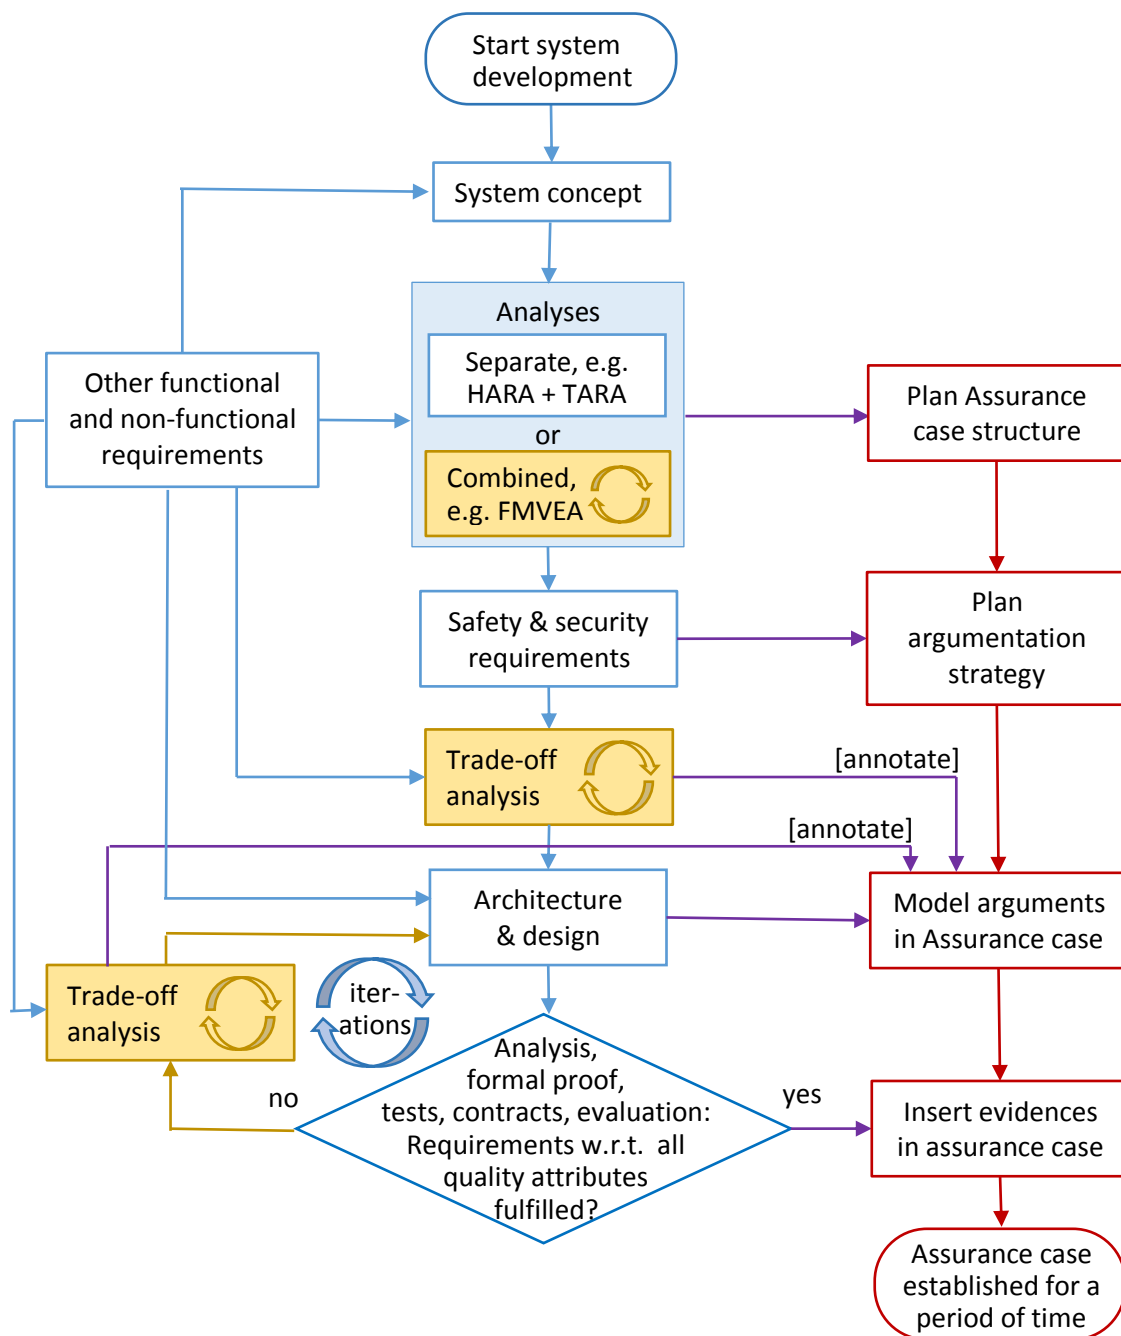 Start system
development
System concept
Analyses
Separate, e.g.
HARA + TARA
or
Combined,
e.g. FMVEA
Other functional
and non-functional
requirements
Plan Assurance
case structure
Safety & security
requirements
Plan
argumentation
strategy
Trade-off
analysis
[annotate]
[annotate]
Architecture
& design
Model arguments
in Assurance case
Trade-off
analysis
iter-
ations
no
Analysis,
formal proof,
tests, contracts, evaluation:
Requirements w.r.t. all
quality attributes
fulfilled?
yes
Insert evidences
in assurance case
Assurance case
established for a
period of time